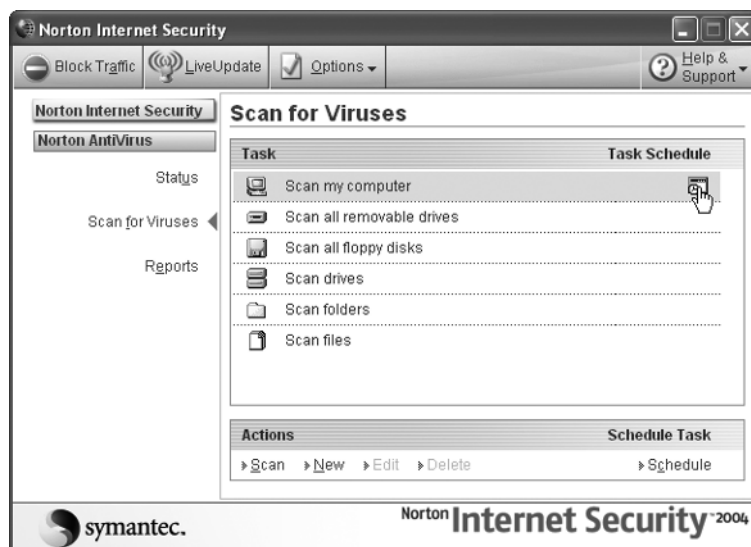 Norton Internet Security
Block Traffic LiveUpdate Options Help & Support
Norton Internet Security
Norton AntiVirus
Status
Scan for Viruses
Reports
Scan for Viruses
Task Task Schedule
Scan my computer
Scan all removable drives
Scan all floppy disks
Scan drives
Scan folders
Scan files
Actions Schedule Task
Scan New Edit Delete Schedule
symantec.
Norton Internet Security™ 2004